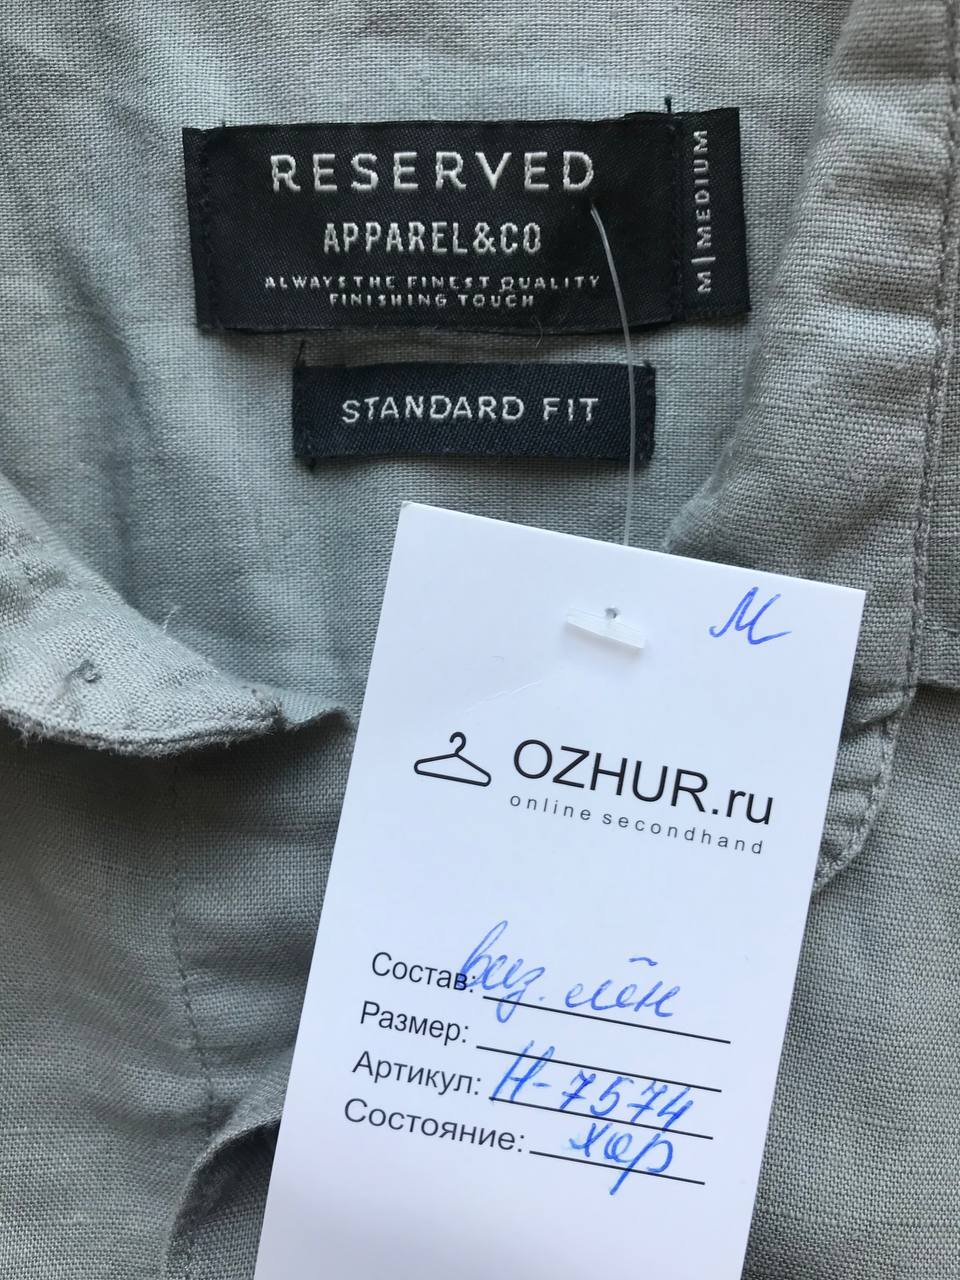 RESERVED
APPAREL&CO
ALWAYS THE FINEST QUALITY
FINISHING TOUCH
M|MEDIUM
STANDARD FIT
M
OZHUR.ru
online secondhand
Состав: виз. лён
Размер:
Артикул: Н-7574
Состояние: хор